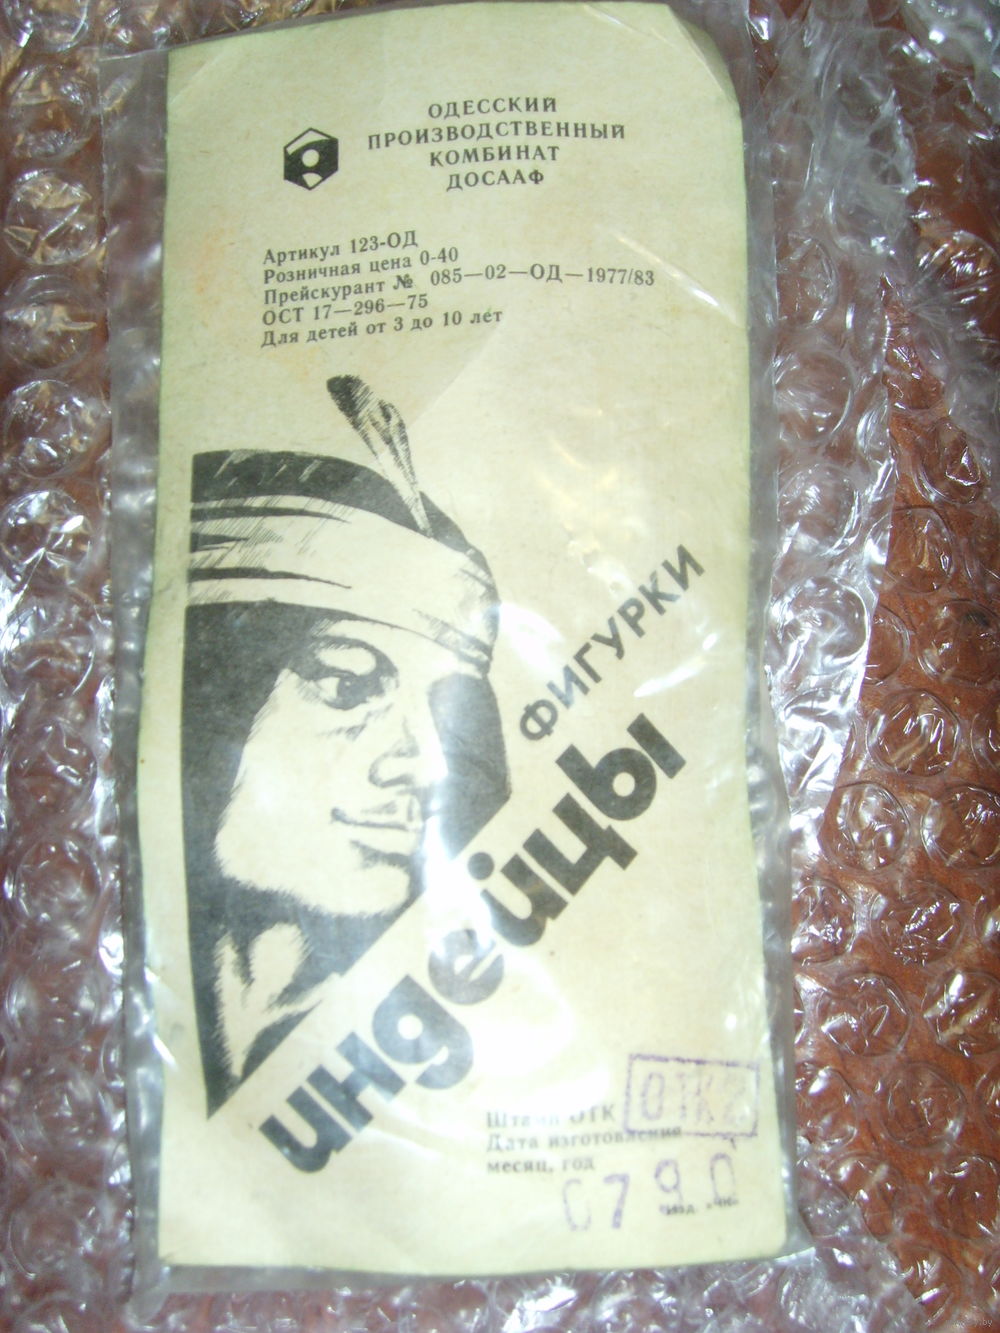 ОДЕССКИЙ
ПРОИЗВОДСТВЕННЫЙ
КОМБИНАТ
ДОСААФ
Артикул 123-ОД
Розничная цена 0-40
Прейскурант № 085—02—ОД—1977/83
ОСТ 17—296—75
Для детей от 3 до 10 лет
ФИГУРКИ
индейцы
Штамп ОТК
Дата изготовления
месяц, год
0790